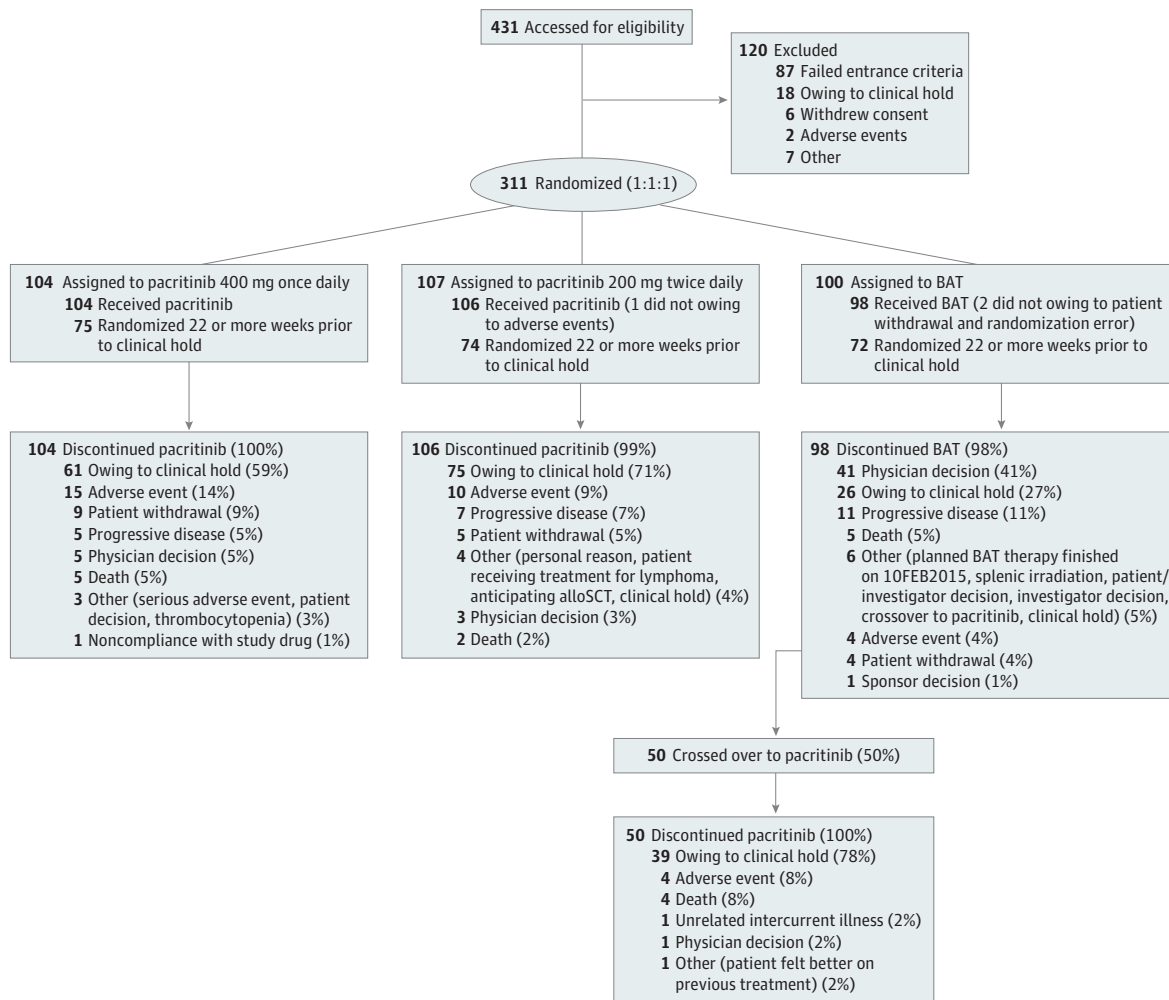 431 Accessed for eligibility
120 Excluded
87 Failed entrance criteria
18 Owing to clinical hold
6 Withdrew consent
2 Adverse events
7 Other
311 Randomized (1:1:1)
104 Assigned to pacritinib 400 mg once daily
104 Received pacritinib
75 Randomized 22 or more weeks prior
to clinical hold
107 Assigned to pacritinib 200 mg twice daily
106 Received pacritinib (1 did not owing
to adverse events)
74 Randomized 22 or more weeks prior to
clinical hold
100 Assigned to BAT
98 Received BAT (2 did not owing to patient
withdrawal and randomization error)
72 Randomized 22 or more weeks prior to
clinical hold
104 Discontinued pacritinib (100%)
61 Owing to clinical hold (59%)
15 Adverse event (14%)
9 Patient withdrawal (9%)
5 Progressive disease (5%)
5 Physician decision (5%)
5 Death (5%)
3 Other (serious adverse event, patient
decision, thrombocytopenia) (3%)
1 Noncompliance with study drug (1%)
106 Discontinued pacritinib (99%)
75 Owing to clinical hold (71%)
10 Adverse event (9%)
7 Progressive disease (7%)
5 Patient withdrawal (5%)
4 Other (personal reason, patient
receiving treatment for lymphoma,
anticipating alloSCT, clinical hold) (4%)
3 Physician decision (3%)
2 Death (2%)
98 Discontinued BAT (98%)
41 Physician decision (41%)
26 Owing to clinical hold (27%)
11 Progressive disease (11%)
5 Death (5%)
6 Other (planned BAT therapy finished
on 10FEB2015, splenic irradiation, patient/
investigator decision, investigator decision,
crossover to pacritinib, clinical hold) (5%)
4 Adverse event (4%)
4 Patient withdrawal (4%)
1 Sponsor decision (1%)
50 Crossed over to pacritinib (50%)
50 Discontinued pacritinib (100%)
39 Owing to clinical hold (78%)
4 Adverse event (8%)
4 Death (8%)
1 Unrelated intercurrent illness (2%)
1 Physician decision (2%)
1 Other (patient felt better on
previous treatment) (2%)